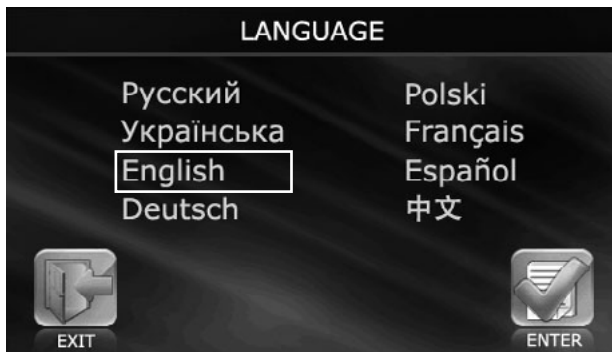 LANGUAGE
Русский
Українська
English
Deutsch
Polski
Français
Español
中文
EXIT
ENTER